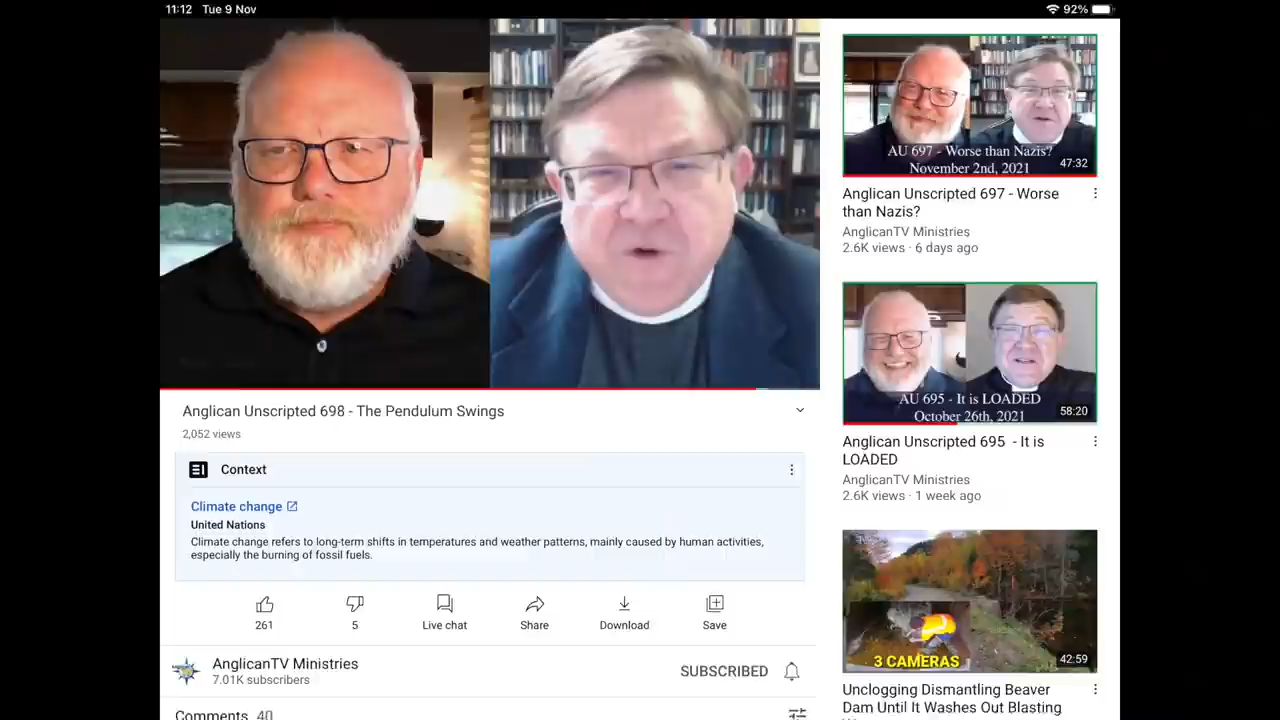 11:12 Tue 9 Nov
92%
Anglican Unscripted 698 - The Pendulum Swings
2,052 views
Context
Climate change
United Nations
Climate change refers to long-term shifts in temperatures and weather patterns, mainly caused by human activities,
especially the burning of fossil fuels.
261
5
Live chat
Share
Download
Save
AnglicanTV Ministries
7.01K subscribers
SUBSCRIBED
Comments 40
AU 697 - Worse than Nazis?
November 2nd, 2021
47:32
Anglican Unscripted 697 - Worse
than Nazis?
AnglicanTV Ministries
2.6K views · 6 days ago
AU 695 - It is LOADED
October 26th, 2021
58:20
Anglican Unscripted 695 - It is
LOADED
AnglicanTV Ministries
2.6K views · 1 week ago
3 CAMERAS
42:59
Unclogging Dismantling Beaver
Dam Until It Washes Out Blasting